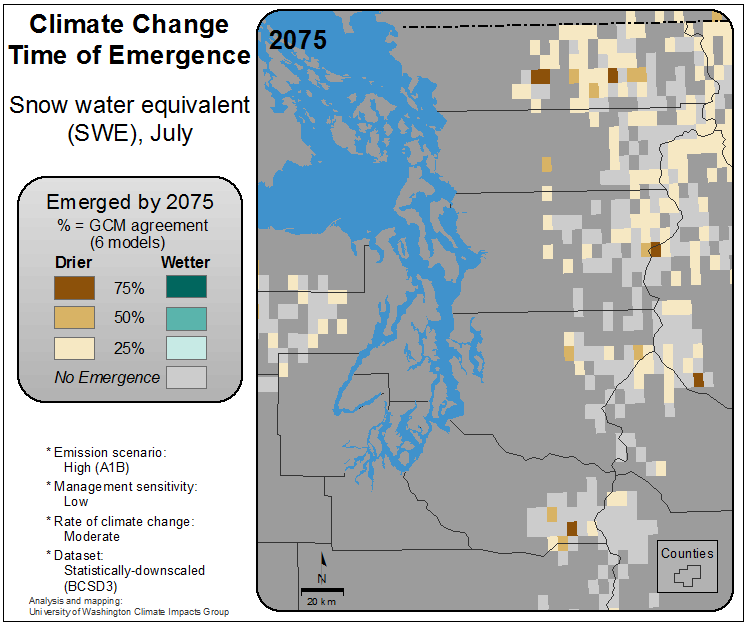 Climate Change
Time of Emergence
Snow water equivalent
(SWE), July
Emerged by 2075
% = GCM agreement
(6 models)
Drier Wetter
75%
50%
25%
No Emergence
* Emission scenario:
High (A1B)
* Management sensitivity:
Low
* Rate of climate change:
Moderate
* Dataset:
Statistically-downscaled
(BCSD3)
Analysis and mapping:
University of Washington Climate Impacts Group
2075
N
20 km
Counties